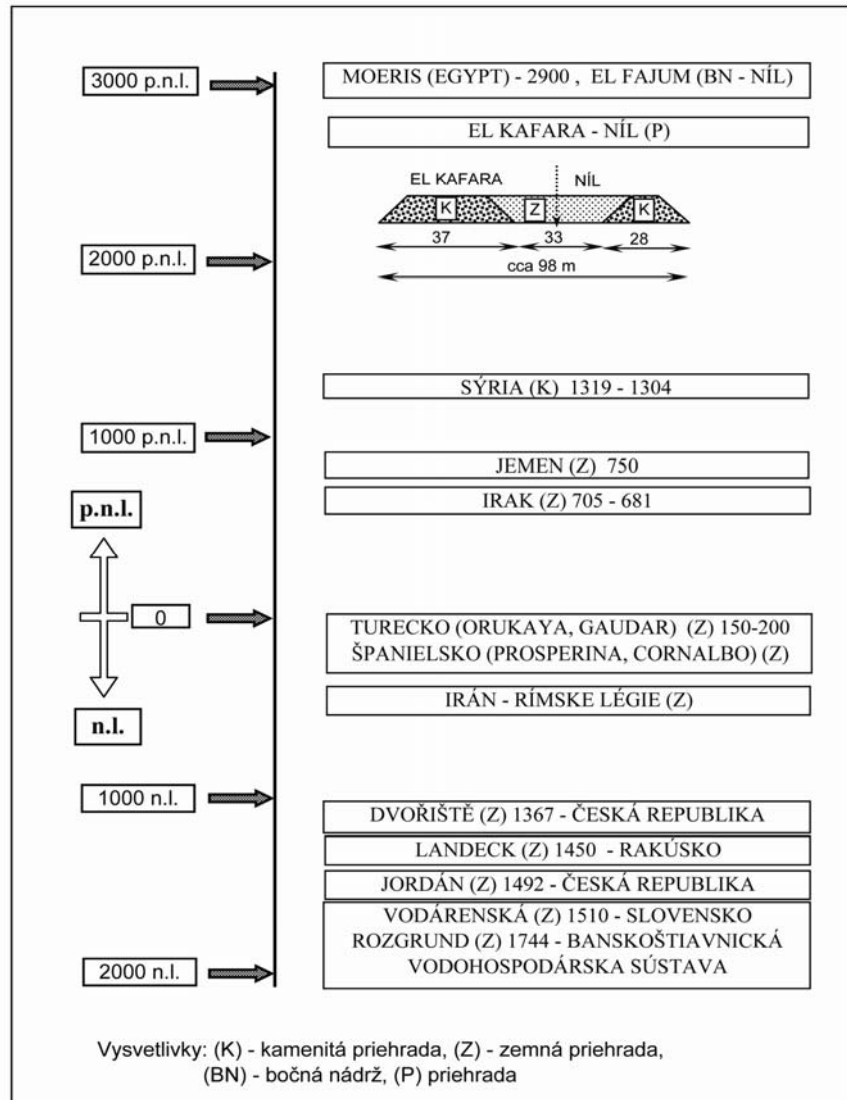 3000 p.n.l.
MOERIS (EGYPT) - 2900 , EL FAJUM (BN - NÍL)
EL KAFARA - NÍL (P)
EL KAFARA NÍL
K Z K
37 33 28
cca 98 m
2000 p.n.l.
SÝRIA (K) 1319 - 1304
1000 p.n.l.
JEMEN (Z) 750
IRAK (Z) 705 - 681
p.n.l.
0
TURECKO (ORUKAYA, GAUDAR) (Z) 150-200
ŠPANIELSKO (PROSPERINA, CORNALBO) (Z)
IRÁN - RÍMSKE LÉGIE (Z)
n.l.
1000 n.l.
DVOŘIŠTĚ (Z) 1367 - ČESKÁ REPUBLIKA
LANDECK (Z) 1450 - RAKÚSKO
JORDÁN (Z) 1492 - ČESKÁ REPUBLIKA
VODÁRENSKÁ (Z) 1510 - SLOVENSKO
ROZGRUND (Z) 1744 - BANSKOŠTIAVNICKÁ
VODOHOSPODÁRSKA SÚSTAVA
2000 n.l.
Vysvetlivky: (K) - kamenitá priehrada, (Z) - zemná priehrada,
(BN) - bočná nádrž, (P) priehrada